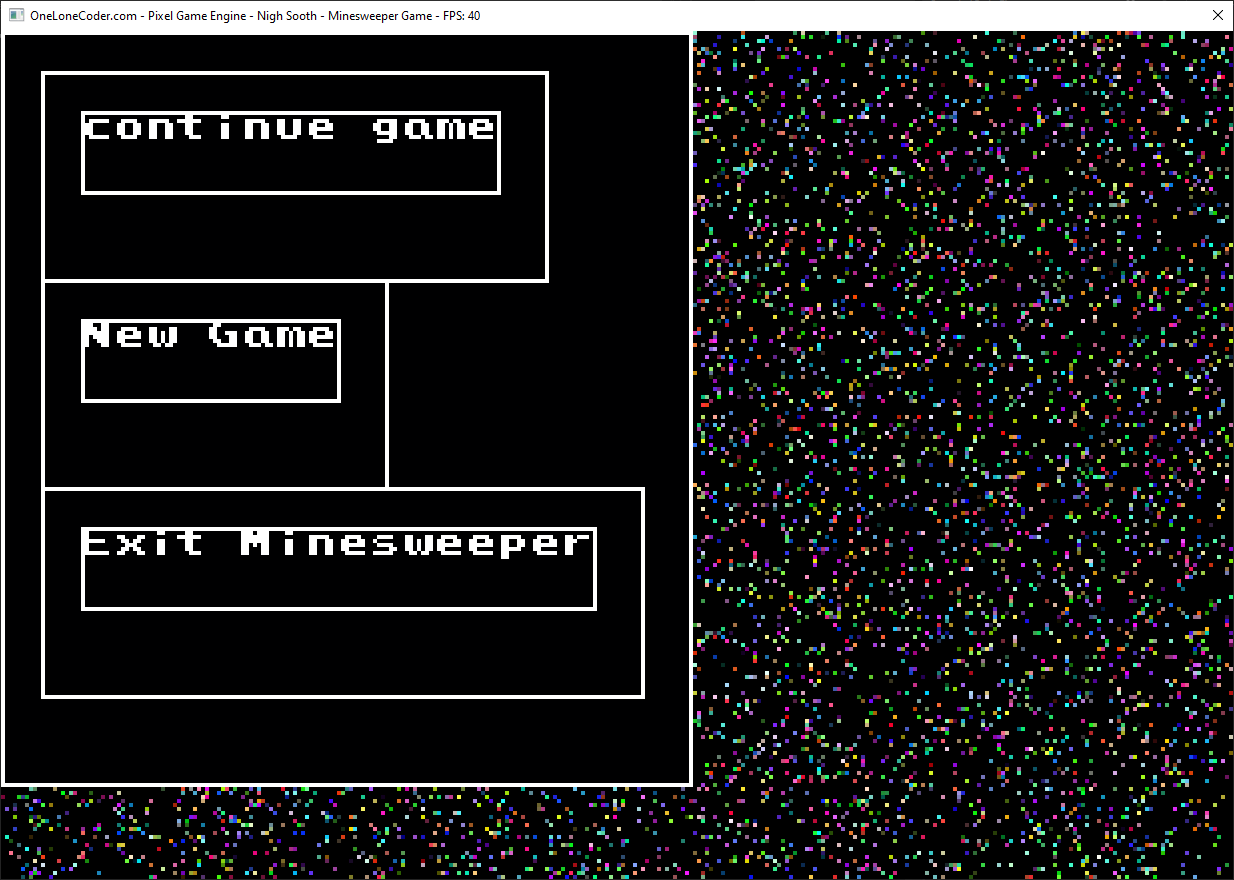 OneLoneCoder.com - Pixel Game Engine - Nigh Sooth - Minesweeper Game - FPS: 40
continue game
New Game
Exit Minesweeper